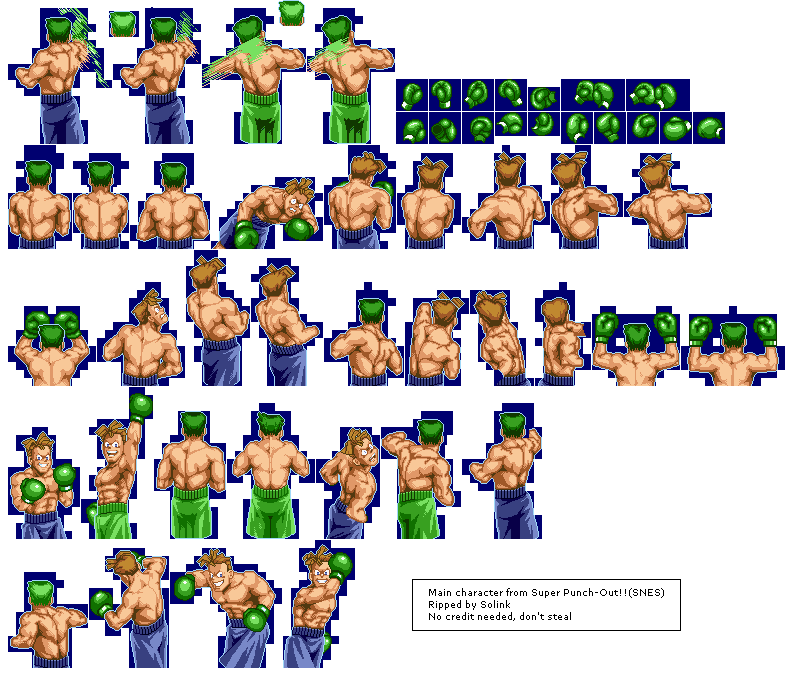 Main character from Super Punch-Out!!(SNES)
Ripped by Solink
No credit needed, don't steal